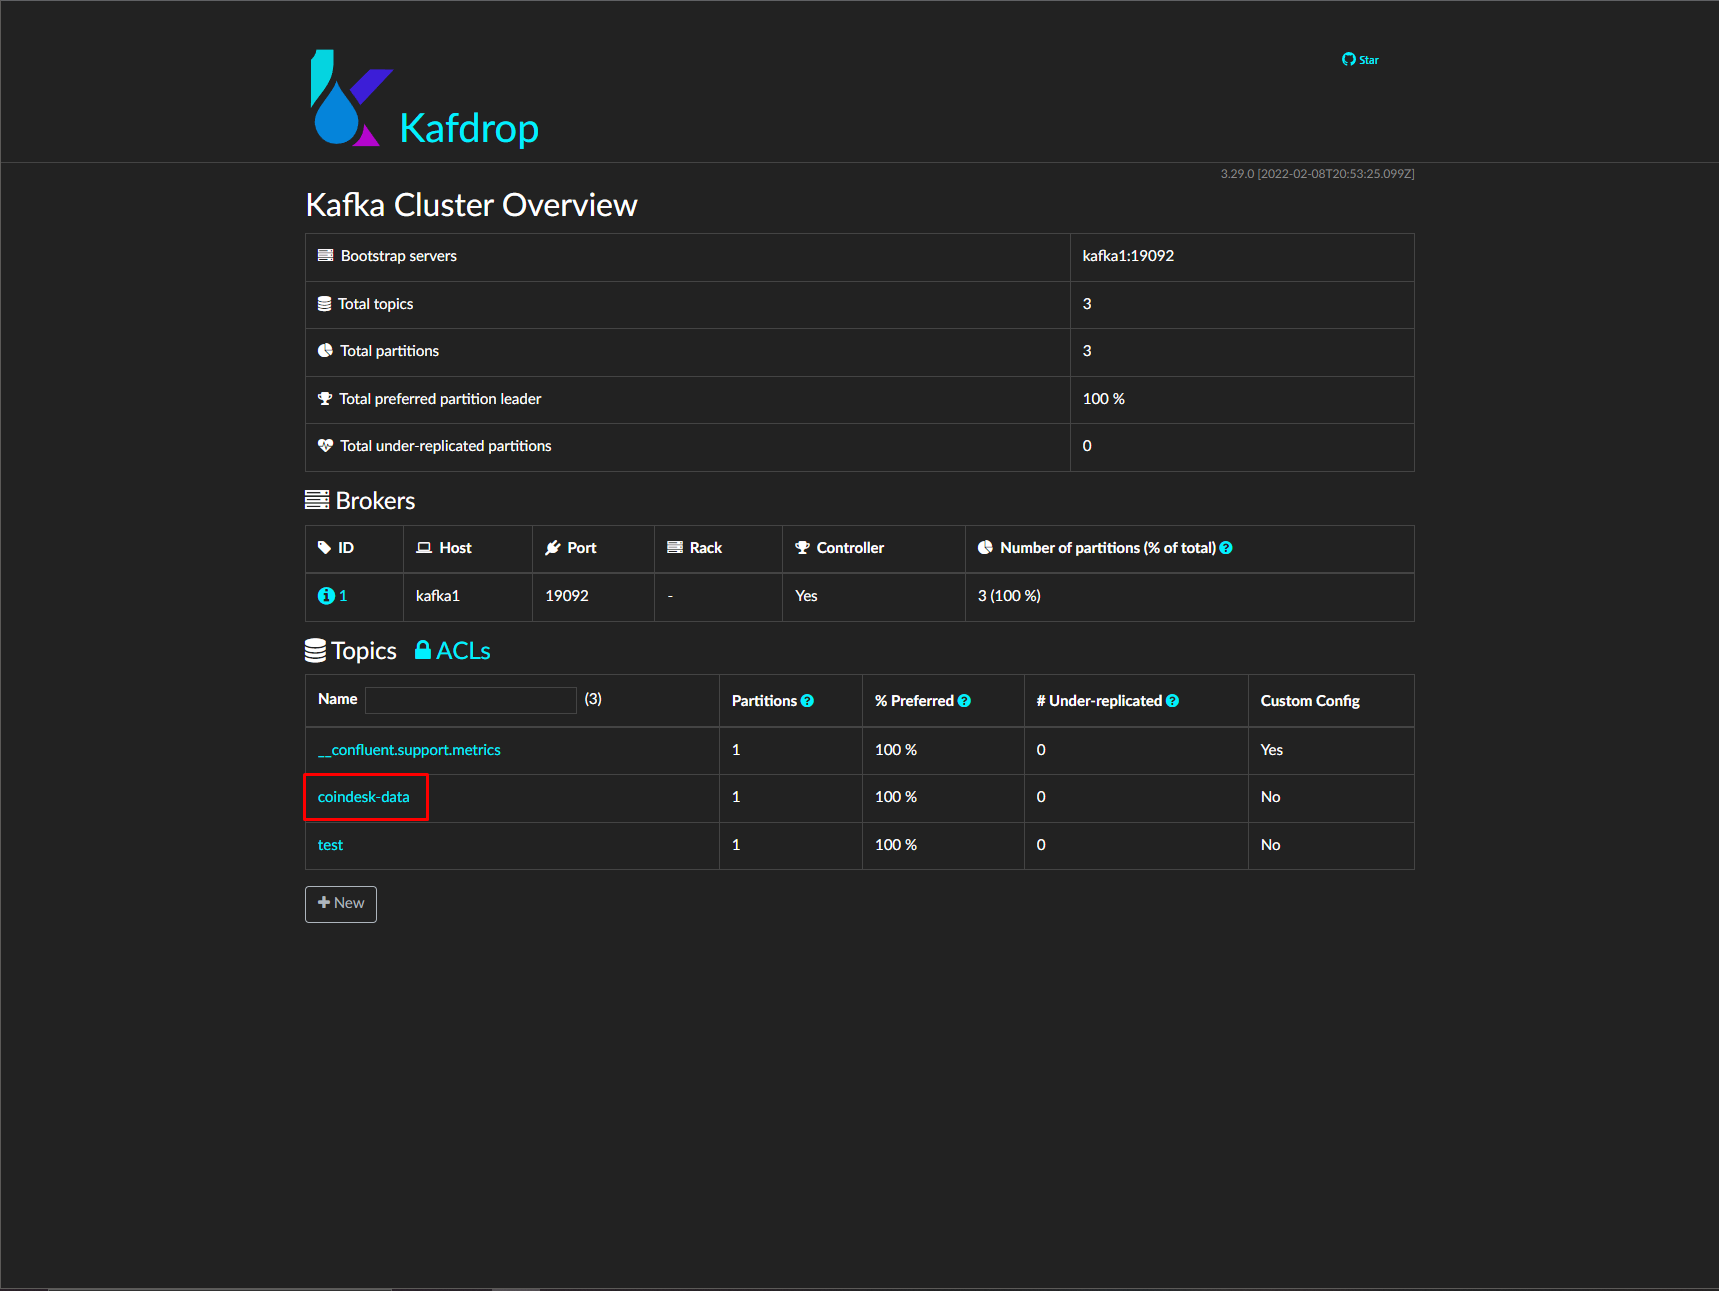 Star
Kafdrop
3.29.0 [2022-02-08T20:53:25.099Z]
Kafka Cluster Overview
Bootstrap servers kafka1:19092
Total topics 3
Total partitions 3
Total preferred partition leader 100 %
Total under-replicated partitions 0
Brokers
ID Host Port Rack Controller Number of partitions (% of total)
1 kafka1 19092 - Yes 3 (100 %)
Topics ACLs
Name (3) Partitions % Preferred # Under-replicated Custom Config
__confluent.support.metrics 1 100 % 0 Yes
coindesk-data 1 100 % 0 No
test 1 100 % 0 No
New